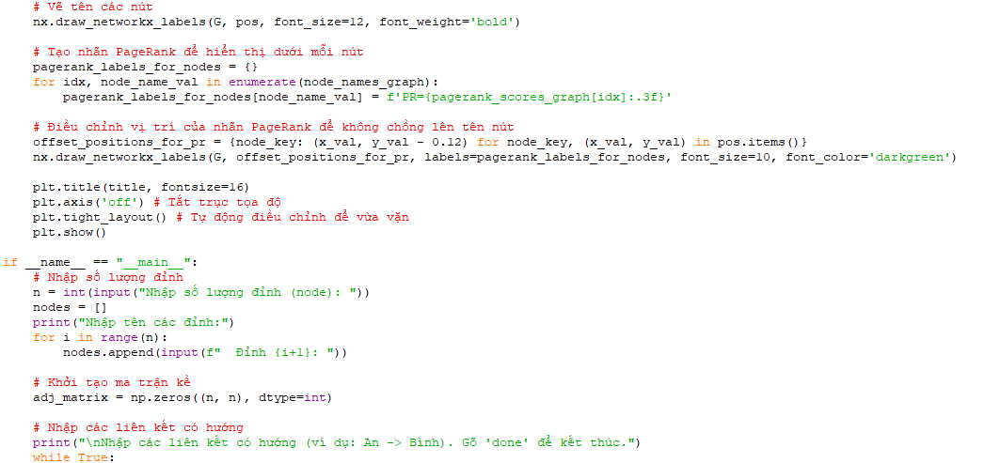 # Vẽ tên các nút
nx.draw_networkx_labels(G, pos, font_size=12, font_weight='bold')
# Tạo nhãn PageRank để hiển thị dưới mỗi nút
pagerank_labels_for_nodes = {}
for idx, node_name_val in enumerate(node_names_graph):
pagerank_labels_for_nodes[node_name_val] = f'PR={pagerank_scores_graph[idx]:.3f}'
# Điều chỉnh vị trí của nhãn PageRank để không chồng lên tên nút
offset_positions_for_pr = {node_key: (x_val, y_val - 0.12) for node_key, (x_val, y_val) in pos.items()}
nx.draw_networkx_labels(G, offset_positions_for_pr, labels=pagerank_labels_for_nodes, font_size=10, font_color='darkgreen')
plt.title(title, fontsize=16)
plt.axis('off') # Tắt trục tọa độ
plt.tight_layout() # Tự động điều chỉnh để vừa vặn
plt.show()
if __name__ == "__main__":
# Nhập số lượng đỉnh
n = int(input("Nhập số lượng đỉnh (node): "))
nodes = []
print("Nhập tên các đỉnh:")
for i in range(n):
nodes.append(input(f"  Đỉnh {i+1}: "))
# Khởi tạo ma trận kề
adj_matrix = np.zeros((n, n), dtype=int)
# Nhập các liên kết có hướng
print("\nNhập các liên kết có hướng (ví dụ: An -> Bình). Gõ 'done' để kết thúc.")
while True: